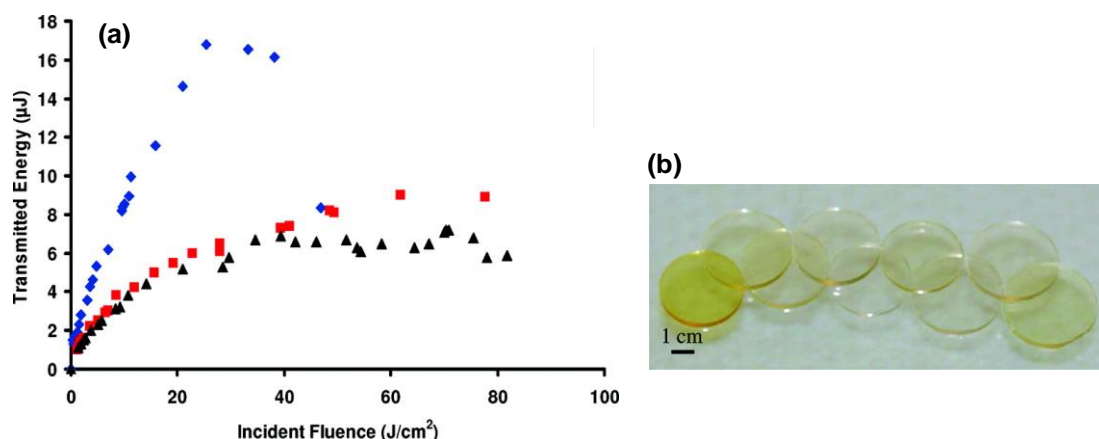 (a)
Transmitted Energy (μJ)
18
16
14
12
10
8
6
4
2
0
0 20 40 60 80 100
Incident Fluence (J/cm²)
(b)
1 cm